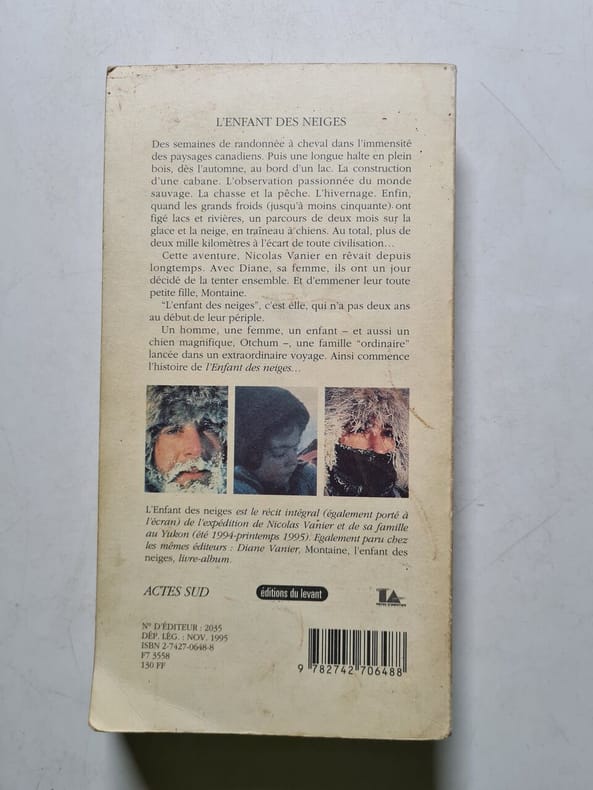 L'ENFANT DES NEIGES
Des semaines de randonnée à cheval dans l'immensité
des paysages canadiens. Puis une longue halte en plein
bois, dès l'automne, au bord d'un lac. La construction
d'une cabane. L'observation passionnée du monde
sauvage. La chasse et la pêche. L'hivernage. Enfin,
quand les grands froids (jusqu'à moins cinquante) ont
figé lacs et rivières, un parcours de deux mois sur la
glace et la neige, en traîneau à chiens. Au total, plus de
deux mille kilomètres à l'écart de toute civilisation…
Cette aventure, Nicolas Vanier en rêvait depuis
longtemps. Avec Diane, sa femme, ils ont un jour
décidé de la tenter ensemble. Et d'emmener leur toute
petite fille, Montaine.
"L'enfant des neiges", c'est elle, qui n'a pas deux ans
au début de leur périple.
Un homme, une femme, un enfant – et aussi un
chien magnifique, Otchum –, une famille "ordinaire"
lancée dans un extraordinaire voyage. Ainsi commence
l'histoire de l'Enfant des neiges…
L'Enfant des neiges est le récit intégral (également porté à
l'écran) de l'expédition de Nicolas Vanier et de sa famille
au Yukon (été 1994-printemps 1995). Egalement paru chez
les mêmes éditeurs : Diane Vanier, Montaine, l'enfant des
neiges, livre-album.
ACTES SUD
éditions du levant
TA
N° D'ÉDITEUR : 2035
DÉP. LÉG. : NOV. 1995
ISBN 2-7427-0648-8
F7 3558
130 FF
9 782742 706488